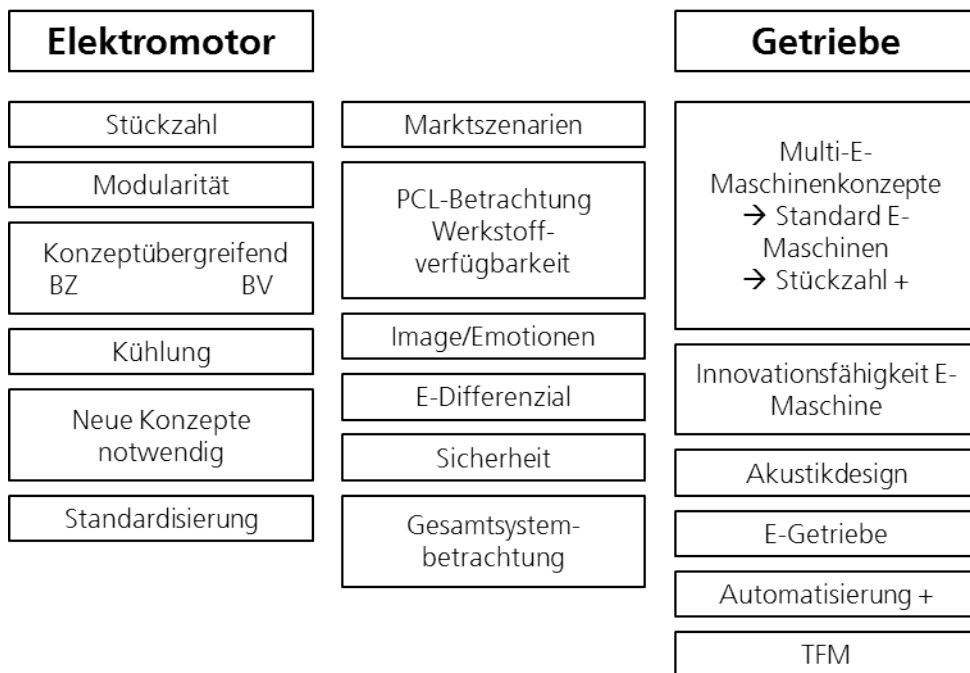 Elektromotor
Getriebe
Stückzahl
Modularität
Konzeptübergreifend
BZ BV
Kühlung
Neue Konzepte
notwendig
Standardisierung
Marktszenarien
PCL-Betrachtung
Werkstoff-
verfügbarkeit
Image/Emotionen
E-Differenzial
Sicherheit
Gesamtsystem-
betrachtung
Multi-E-
Maschinenkonzepte
→ Standard E-
Maschinen
→ Stückzahl +
Innovationsfähigkeit E-
Maschine
Akustikdesign
E-Getriebe
Automatisierung +
TFM